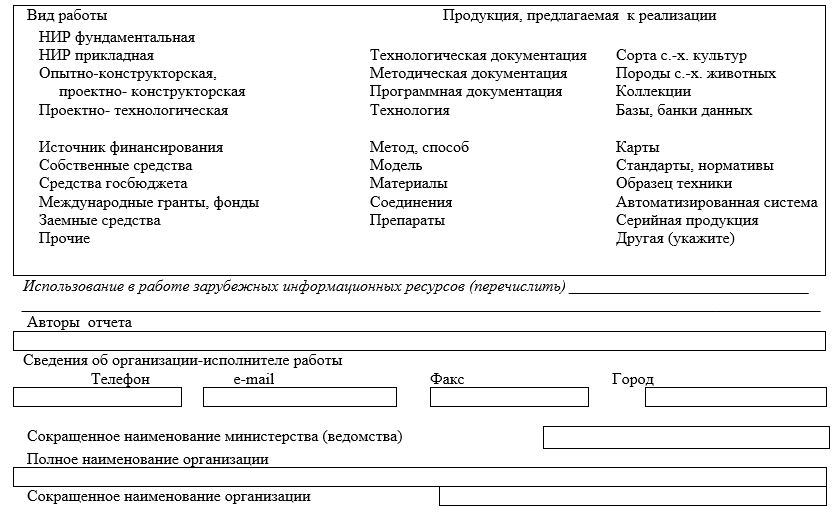 Вид работы Продукция, предлагаемая к реализации
НИР фундаментальная
НИР прикладная Технологическая документация Сорта с.-х. культур
Опытно-конструкторская, Методическая документация Породы с.-х. животных
проектно- конструкторская Программная документация Коллекции
Проектно- технологическая Технология Базы, банки данных
Источник финансирования Метод, способ Карты
Собственные средства Модель Стандарты, нормативы
Средства госбюджета Материалы Образец техники
Международные гранты, фонды Соединения Автоматизированная система
Заемные средства Препараты Серийная продукция
Прочие Другая (укажите)
Использование в работе зарубежных информационных ресурсов (перечислить)
Авторы отчета
Сведения об организации-исполнителе работы
Телефон e-mail Факс Город
Сокращенное наименование министерства (ведомства)
Полное наименование организации
Сокращенное наименование организации